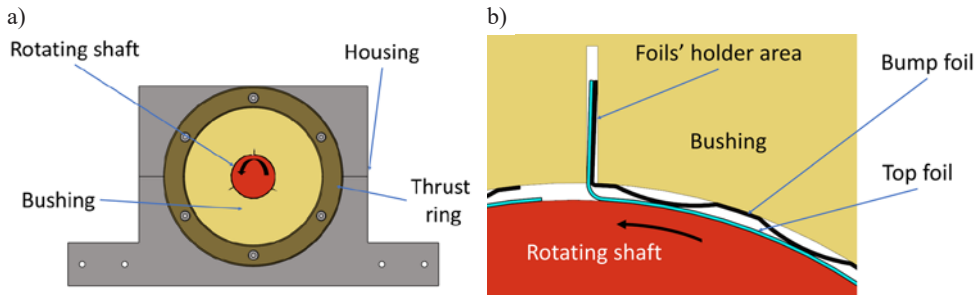 a)
Rotating shaft
Housing
Bushing
Thrust
ring
b)
Foils' holder area
Bump foil
Bushing
Top foil
Rotating shaft